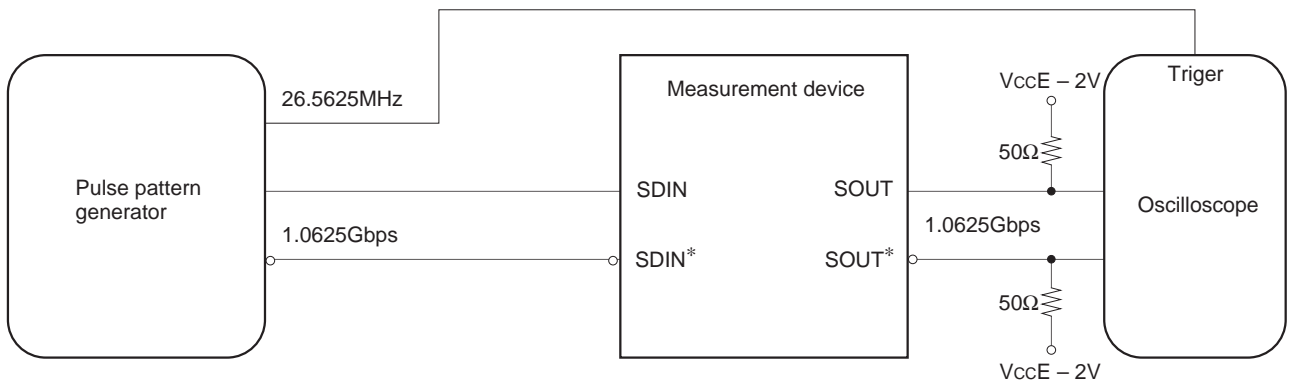 26.5625MHz
Pulse pattern
generator
1.0625Gbps
Measurement device
SDIN
SDIN*
SOUT
SOUT*
1.0625Gbps
VCCE – 2V
50Ω
50Ω
VCCE – 2V
Triger
Oscilloscope